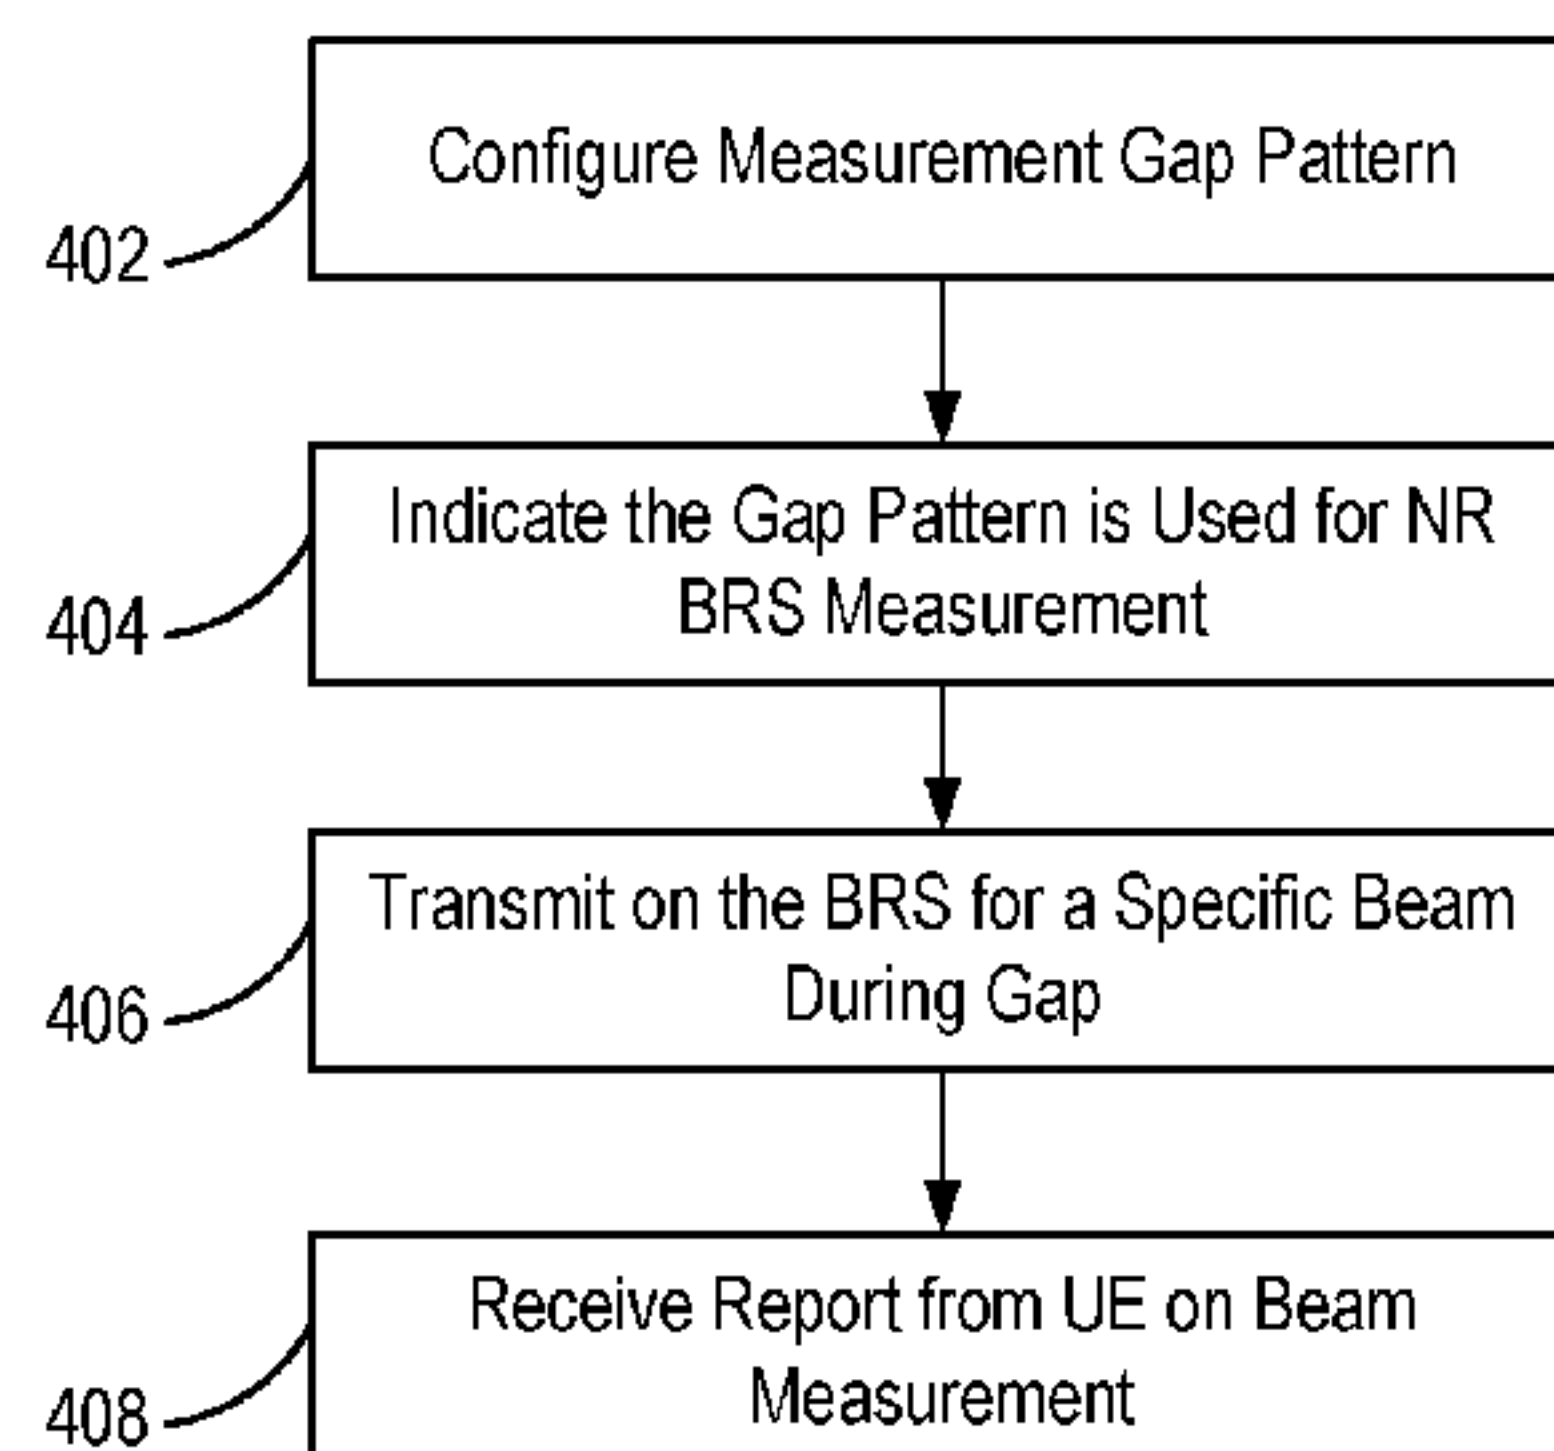 Configure Measurement Gap Pattern
402
Indicate the Gap Pattern is Used for NR
BRS Measurement
404
Transmit on the BRS for a Specific Beam
During Gap
406
Receive Report from UE on Beam
Measurement
408